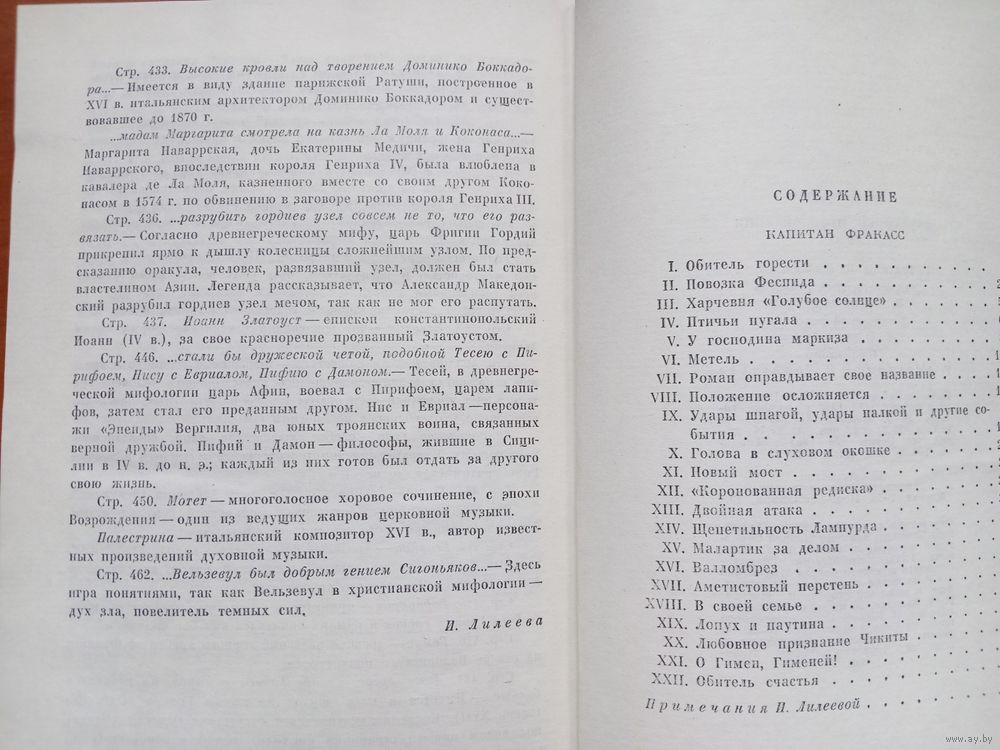 Стр. 433. Высокие кровли над творением Доминико Боккадо-
ра...— Имеется в виду здание парижской Ратуши, построенное в
XVI в. итальянским архитектором Доминико Боккадором и сущест-
вовавшее до 1870 г.
...мадам Маргарита смотрела на казнь Ла Моля и Коконаса...—
Маргарита Наваррская, дочь Екатерины Медичи, жена Генриха
Наваррского, впоследствии короля Генриха IV, была влюблена в
кавалера де Ла Моля, казненного вместе со своим другом Коко-
насом в 1574 г. по обвинению в заговоре против короля Генриха III.
Стр. 436. ...разрубить гордиев узел совсем не то, что его раз-
вязать.— Согласно древнегреческому мифу, царь Фригии Гордий
прикрепил ярмо к дышлу колесницы сложнейшим узлом. По пред-
сказанию оракула, человек, развязавший узел, должен был стать
властелином Азии. Легенда рассказывает, что Александр Македон-
ский разрубил гордиев узел мечом, так как не мог его распутать.
Стр. 437. Иоанн Златоуст — епископ константинопольский
Иоанн (IV в.), за свое красноречие прозванный Златоустом.
Стр. 446. ...стали бы дружеской четой, подобной Тесею с Пи-
рифоем, Нису с Евриалом, Пифию с Дамоном.— Тесей, в древнегре-
ческой мифологии царь Афин, воевал с Пирифоем, царем лапи-
фов, затем стал его преданным другом. Нис и Евриал — персона-
жи «Энеиды» Вергилия, два юных троянских воина, связанных
верной дружбой. Пифий и Дамон — философы, жившие в Сици-
лии в IV в. до н. э.; каждый из них готов был отдать за другого
свою жизнь.
Стр. 450. Мотет — многоголосное хоровое сочинение, с эпохи
Возрождения — один из ведущих жанров церковной музыки.
Палестрина — итальянский композитор XVI в., автор извест-
ных произведений духовной музыки.
Стр. 462. ...Вельзевул был добрым гением Сигоньяков...— Здесь
игра понятиями, так как Вельзевул в христианской мифологии —
дух зла, повелитель темных сил.
И. Лилеева
СОДЕРЖАНИЕ
КАПИТАН ФРАКАСС
I. Обитель горести
II. Повозка Феспида
III. Харчевня «Голубое солнце»
IV. Птичьи пугала
V. У господина маркиза
VI. Метель
VII. Роман оправдывает свое название
VIII. Положение осложняется
IX. Удары шпагой, удары палкой и другие со-
бытия
X. Голова в слуховом окошке
XI. Новый мост
XII. «Коронованная редиска»
XIII. Двойная атака
XIV. Щепетильность Лампурда
XV. Малартик за делом
XVI. Валломбрез
XVII. Аметистовый перстень
XVIII. В своей семье
XIX. Лопух и паутина
XX. Любовное признание Чикиты
XXI. О Гимен, Гименей!
XXII. Обитель счастья
Примечания И. Лилеевой
www.ay.by